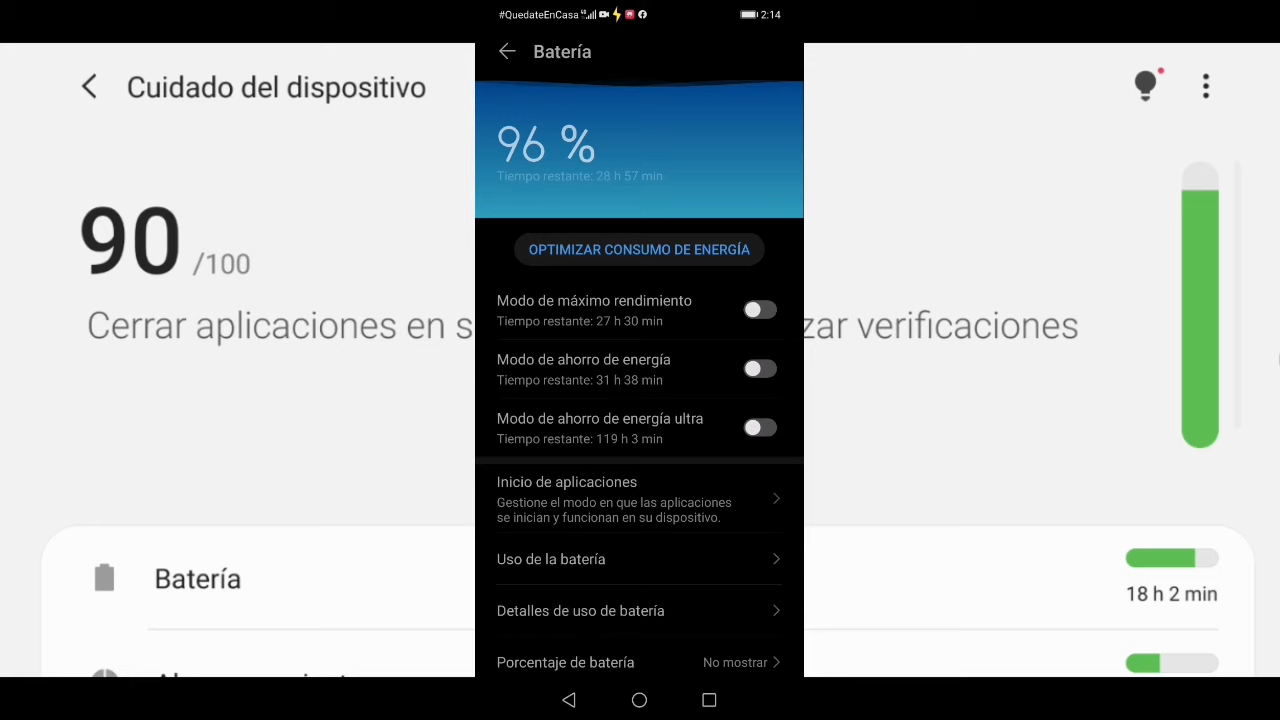 #QuedateEnCasa
2:14
Batería
Cuidado del dispositivo
96 %
Tiempo restante: 28 h 57 min
90 /100
OPTIMIZAR CONSUMO DE ENERGÍA
Modo de máximo rendimiento
Tiempo restante: 27 h 30 min
Cerrar aplicaciones en s
zar verificaciones
Modo de ahorro de energía
Tiempo restante: 31 h 38 min
Modo de ahorro de energía ultra
Tiempo restante: 119 h 3 min
Inicio de aplicaciones
Gestione el modo en que las aplicaciones
se inician y funcionan en su dispositivo.
Uso de la batería
Batería
18 h 2 min
Detalles de uso de batería
Porcentaje de batería
No mostrar